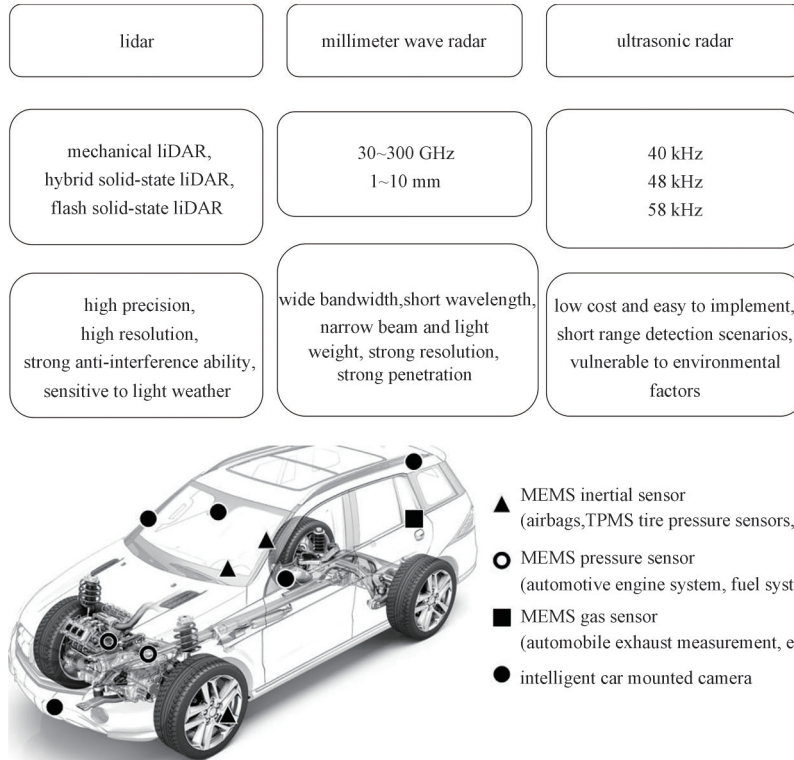 lidar
millimeter wave radar
ultrasonic radar
mechanical liDAR,
hybrid solid-state liDAR,
flash solid-state liDAR
30~300 GHz
1~10 mm
40 kHz
48 kHz
58 kHz
high precision,
high resolution,
strong anti-interference ability,
sensitive to light weather
wide bandwidth,short wavelength,
narrow beam and light
weight, strong resolution,
strong penetration
low cost and easy to implement,
short range detection scenarios,
vulnerable to environmental
factors
MEMS inertial sensor
(airbags,TPMS tire pressure sensors,
MEMS pressure sensor
(automotive engine system, fuel syst
MEMS gas sensor
(automobile exhaust measurement, e
intelligent car mounted camera